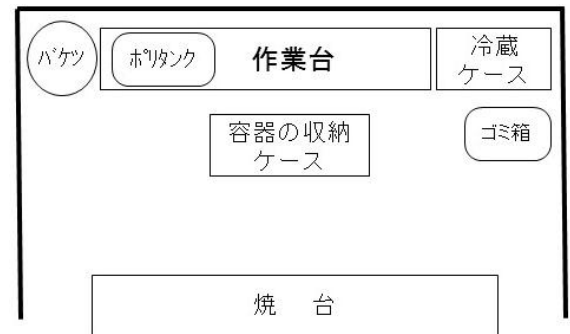 バケツ
ポリタンク
作業台
冷蔵
ケース
容器の収納
ケース
ゴミ箱
焼　台